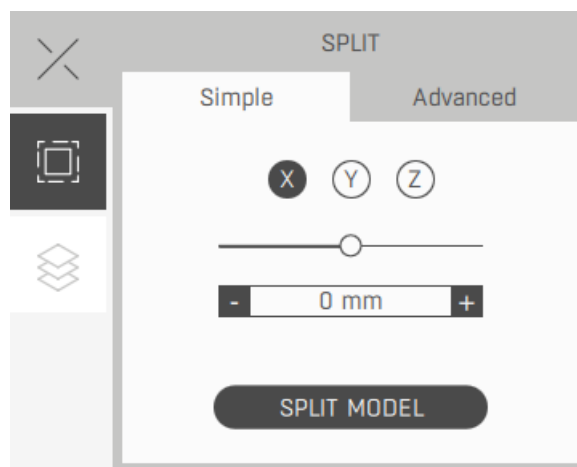 SPLIT
Simple Advanced
X Y Z
- 0 mm +
SPLIT MODEL